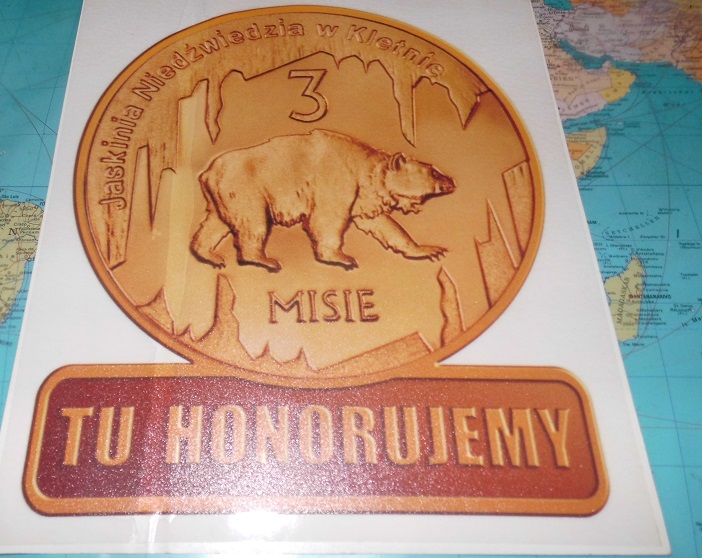 Jaskinia Niedźwiedzia w Kletnie
3
MISIE
TU HONORUJEMY